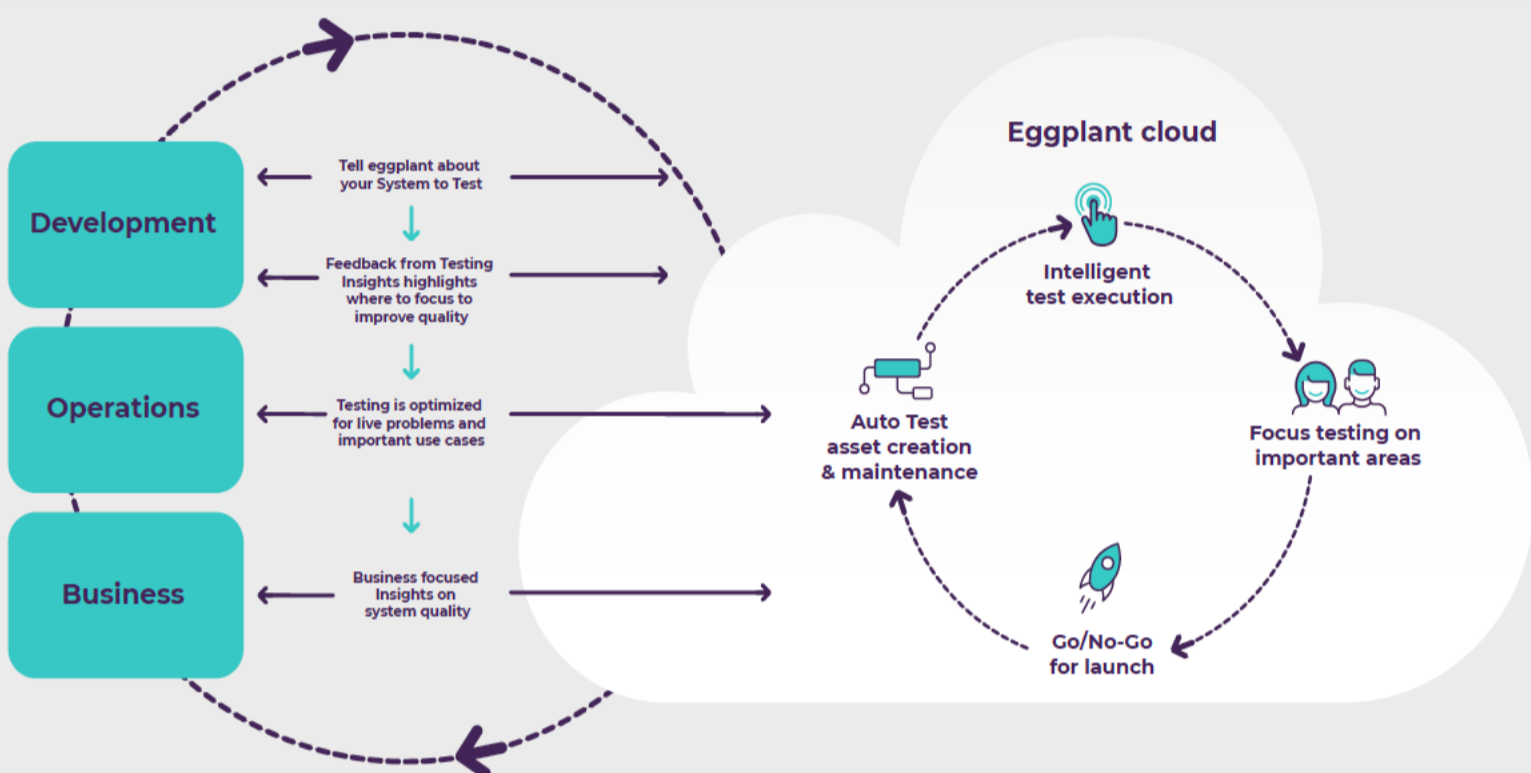 Development
Operations
Business
Tell eggplant about
your System to Test
Feedback from Testing
Insights highlights
where to focus to
improve quality
Testing is optimized
for live problems and
important use cases
Business focused
Insights on
system quality
Eggplant cloud
Intelligent
test execution
Focus testing on
important areas
Go/No-Go
for launch
Auto Test
asset creation
& maintenance